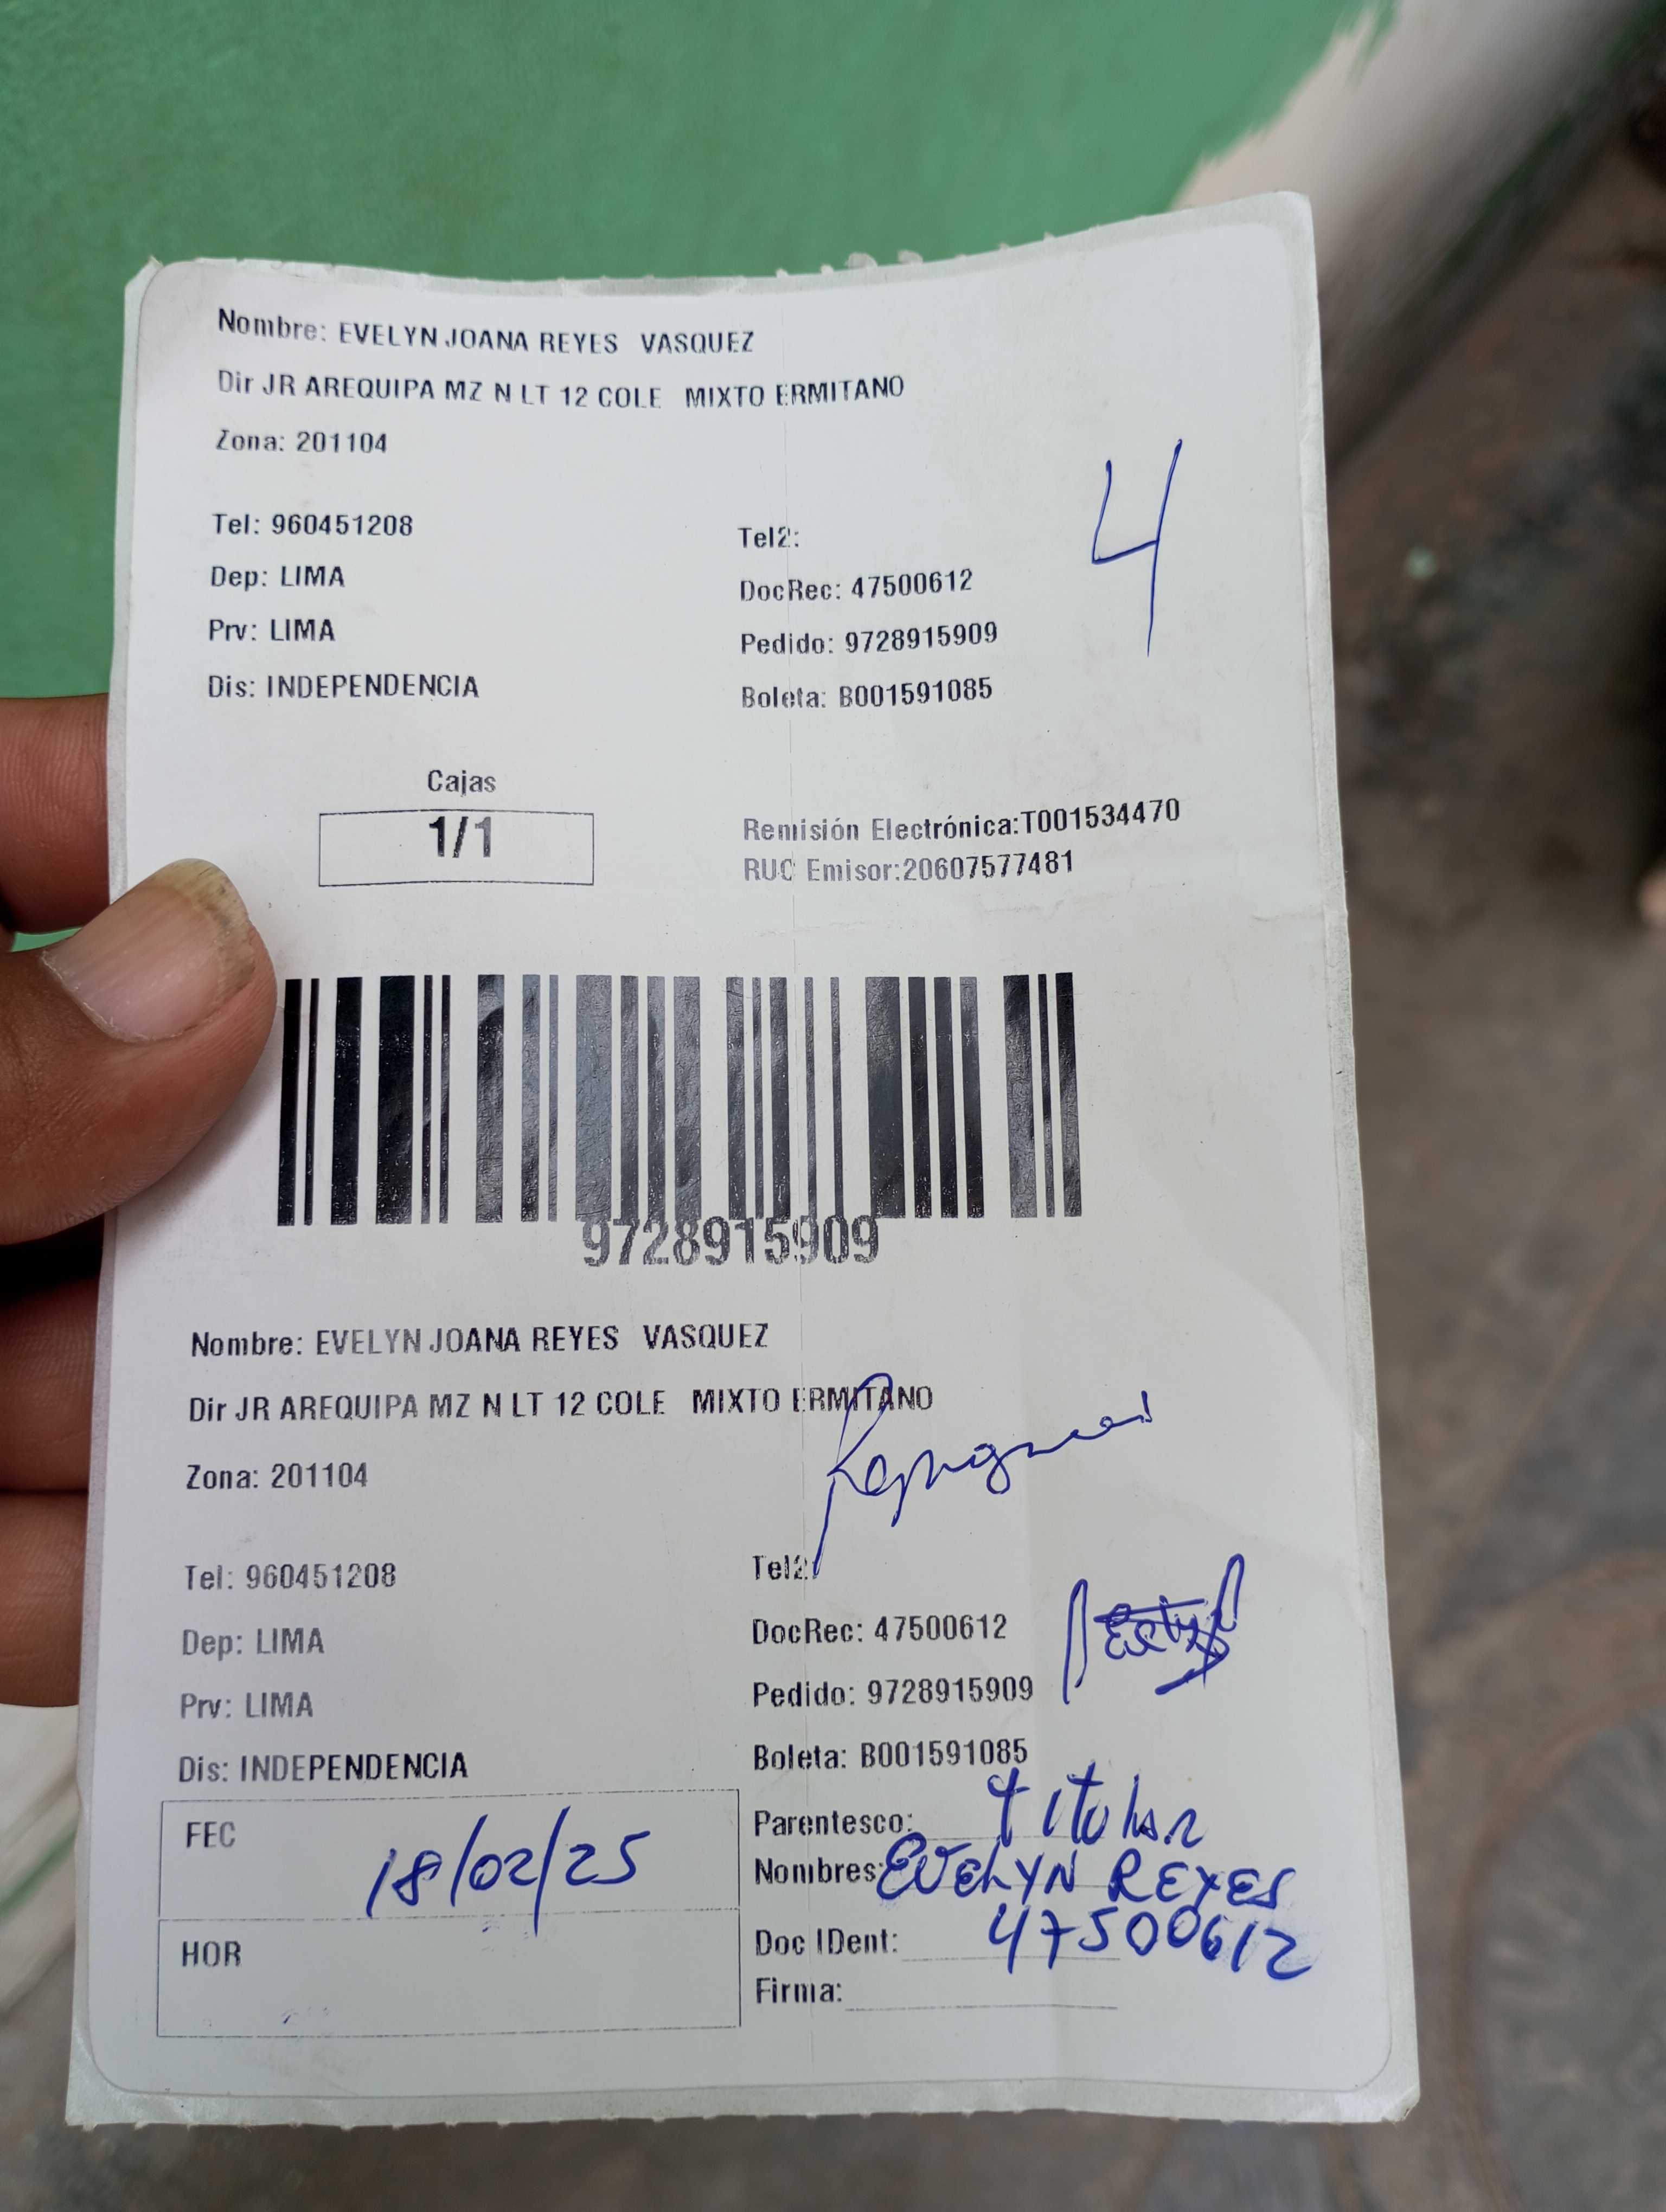 Nombre: EVELYN JOANA REYES VASQUEZ
Dir JR AREQUIPA MZ N LT 12 COLE MIXTO ERMITANO
Zona: 201104
4
Tel: 960451208
Tel2:
Dep: LIMA
DocRec: 47500612
Prv: LIMA
Pedido: 9728915909
Dis: INDEPENDENCIA
Boleta: B001591085
Cajas
1/1
Remisión Electrónica:T001534470
RUC Emisor:20607577481
9728915909
Nombre: EVELYN JOANA REYES VASQUEZ
Dir JR AREQUIPA MZ N LT 12 COLE MIXTO ERMITANO
Zona: 201104
Tel: 960451208
Tel2:
Dep: LIMA
DocRec: 47500612
Prv: LIMA
Pedido: 9728915909
Dis: INDEPENDENCIA
Boleta: B001591085
FEC 18/02/25
Parentesco: titular
Nombres: EVELYN REYES
HOR
Doc IDent: 47500612
Firma: